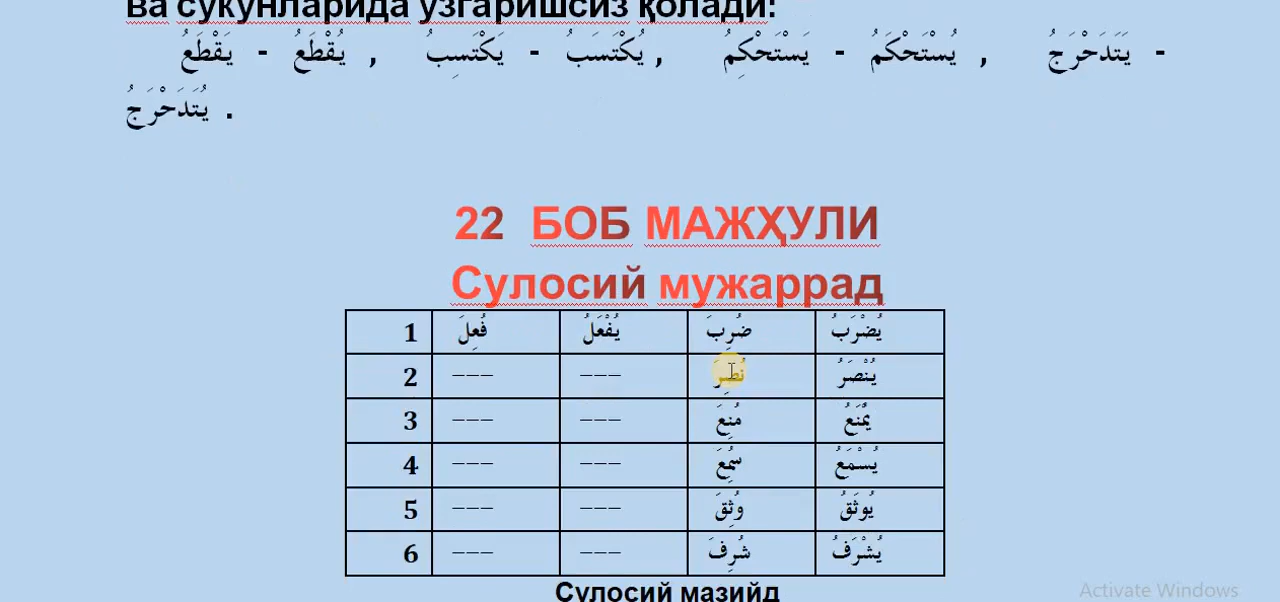 ва сукунларида ўзгаришсиз қолади!
يَقْطَعُ - يُقْطَعُ , يَكْتَسِبُ - يُكْتَسَبُ , يَسْتَحْكِمُ - يُسْتَحْكَمُ , يَتَدَحْرَجُ -
يُتَدَحْرَجُ .
22 БОБ МАЖҲУЛИ
Сулосий мужаррад
1 فُعِلَ يُفْعَلُ ضُرِبَ يُضْرَبُ
2 --- --- نُصِرَ يُنْصَرُ
3 --- --- مُنِعَ يُمْنَعُ
4 --- --- سُمِعَ يُسْمَعُ
5 --- --- وُثِقَ يُوثَقُ
6 --- --- شُرِفَ يُشْرَفُ
Сулосий мазийд
Activate Windows